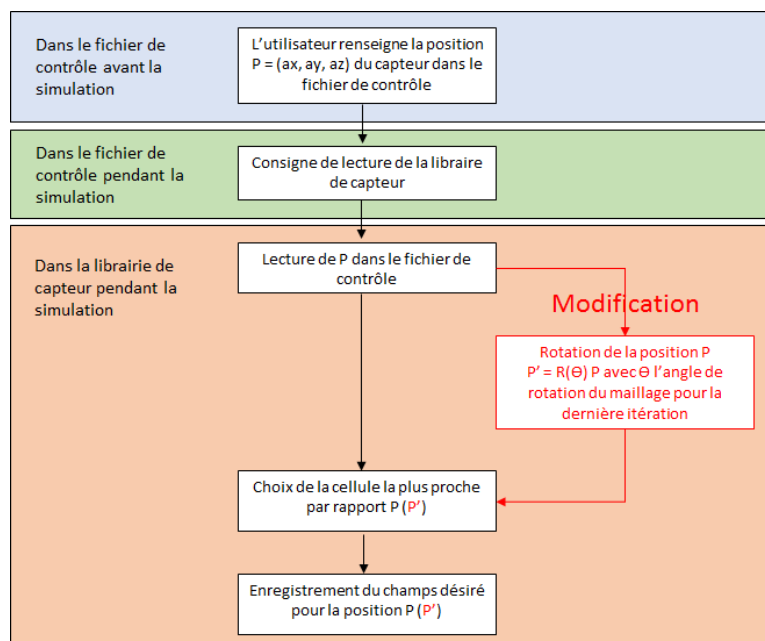 Dans le fichier de
contrôle avant la
simulation
L’utilisateur renseigne la position
P = (ax, ay, az) du capteur dans le
fichier de contrôle
Dans le fichier de
contrôle pendant la
simulation
Consigne de lecture de la libraire
de capteur
Dans la librairie de
capteur pendant la
simulation
Lecture de P dans le fichier de
contrôle
Modification
Rotation de la position P
P’ = R(Ѳ) P avec Ѳ l’angle de
rotation du maillage pour la
dernière itération
Choix de la cellule la plus proche
par rapport P (P’)
Enregistrement du champs désiré
pour la position P (P’)